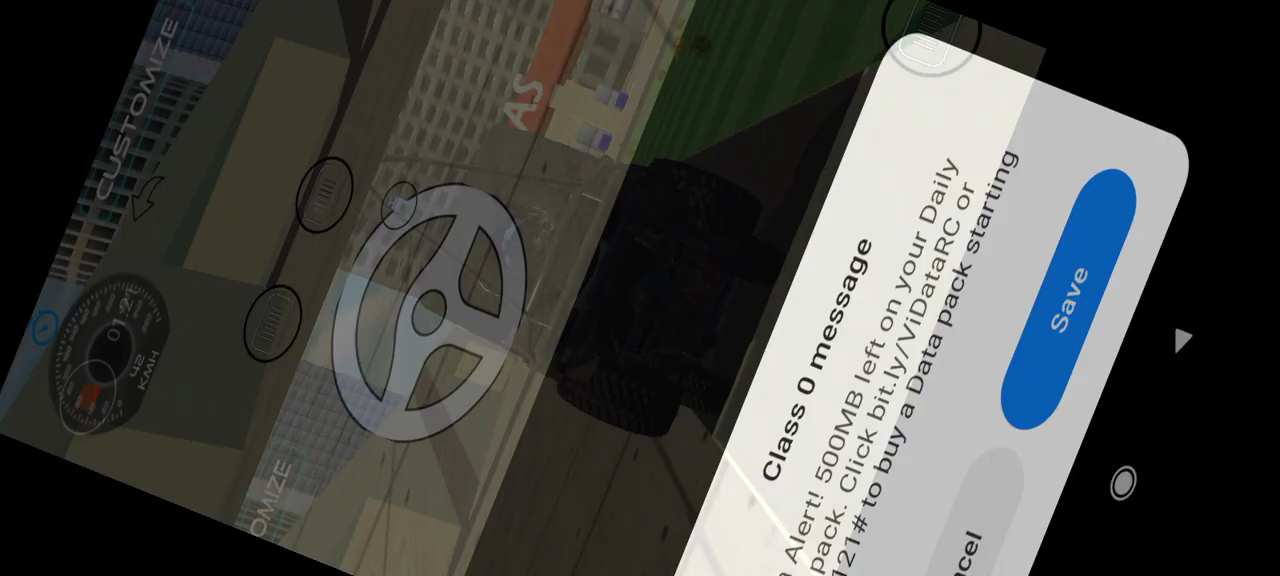 CUSTOMIZE
OMIZE
AS
42
KMH
Class 0 message
Alert! 500MB left on your Daily
pack. Click bit.ly/ViDataRC or
121# to buy a Data pack starting
Save
ncel